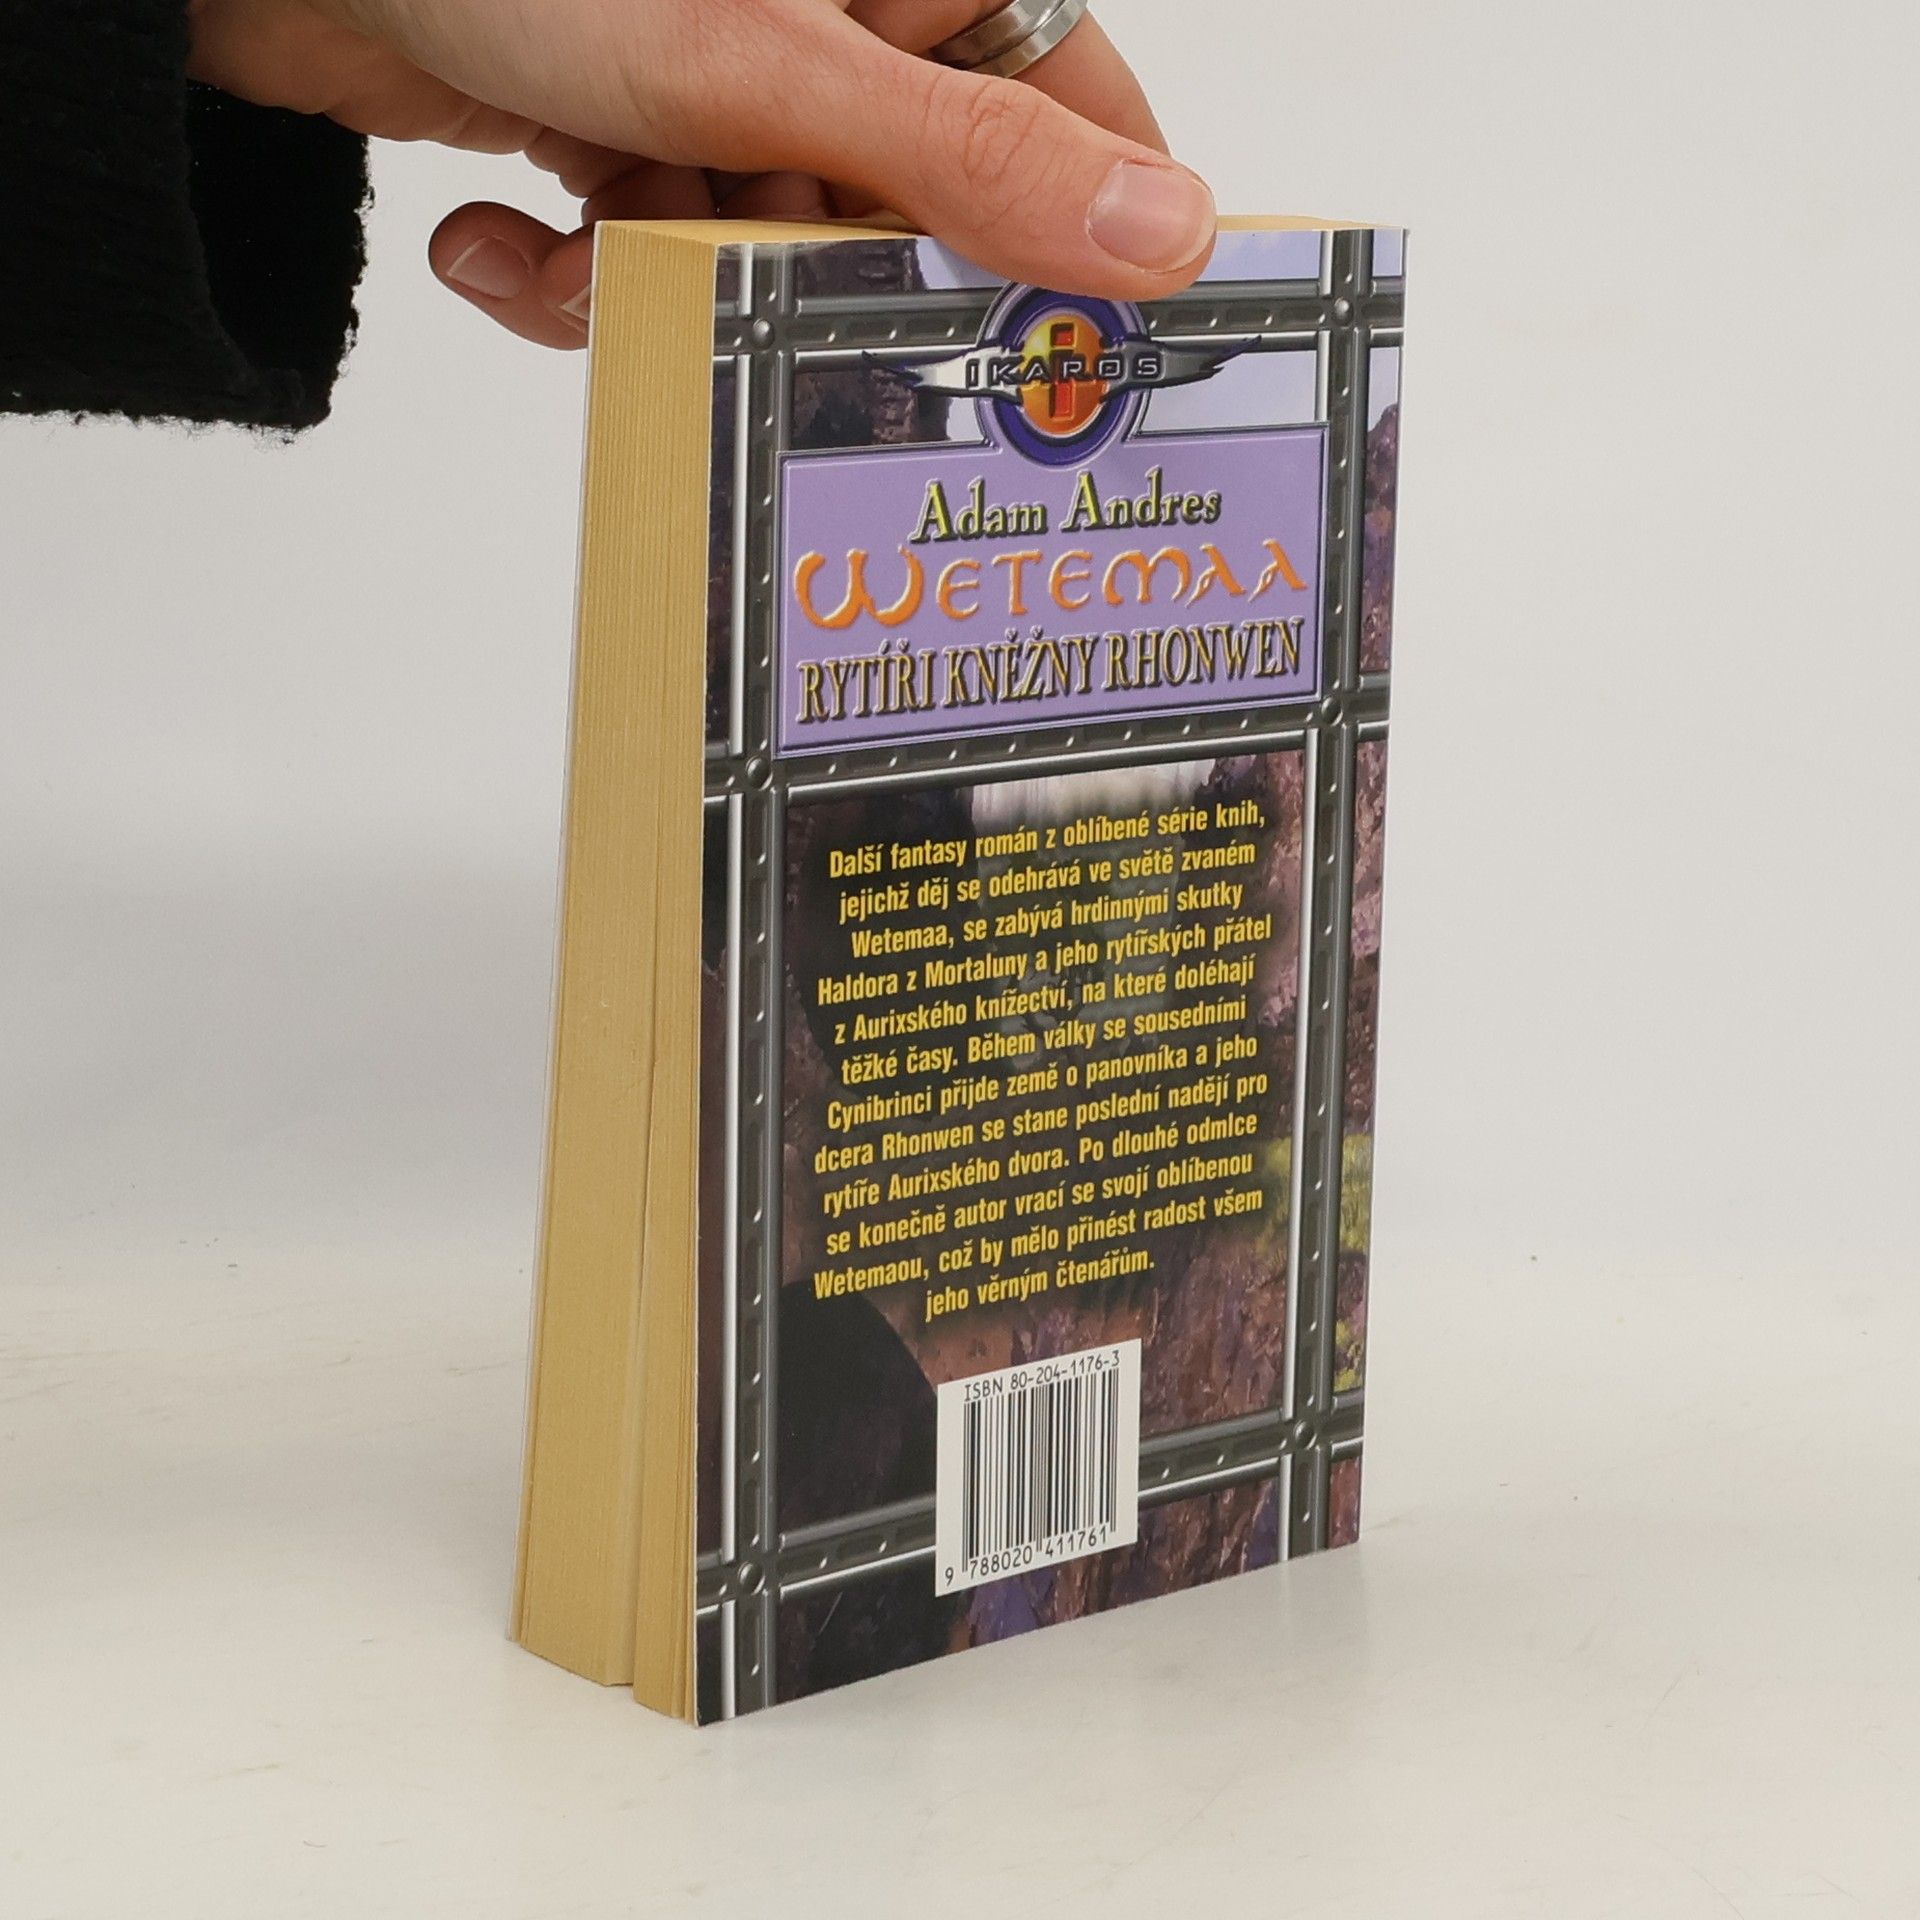 IKAROS
Adam Andres
WETEMAA
RYTÍŘI KNĚŽNY RHONWEN
Další fantasy román z oblíbené série knih,
jejichž děj se odehrává ve světě zvaném
Wetemaa, se zabývá hrdinnými skutky
Haldora z Mortaluny a jeho rytířských přátel
z Aurixského knížectví, na které doléhají
těžké časy. Během války se sousedními
Cynibrinci přijde země o panovníka a jeho
dcera Rhonwen se stane poslední nadějí pro
rytíře Aurixského dvora. Po dlouhé odmlce
se konečně autor vrací se svojí oblíbenou
Wetemaou, což by mělo přinést radost všem
jeho věrným čtenářům.
ISBN 80-204-1176-3
9 788020 411761